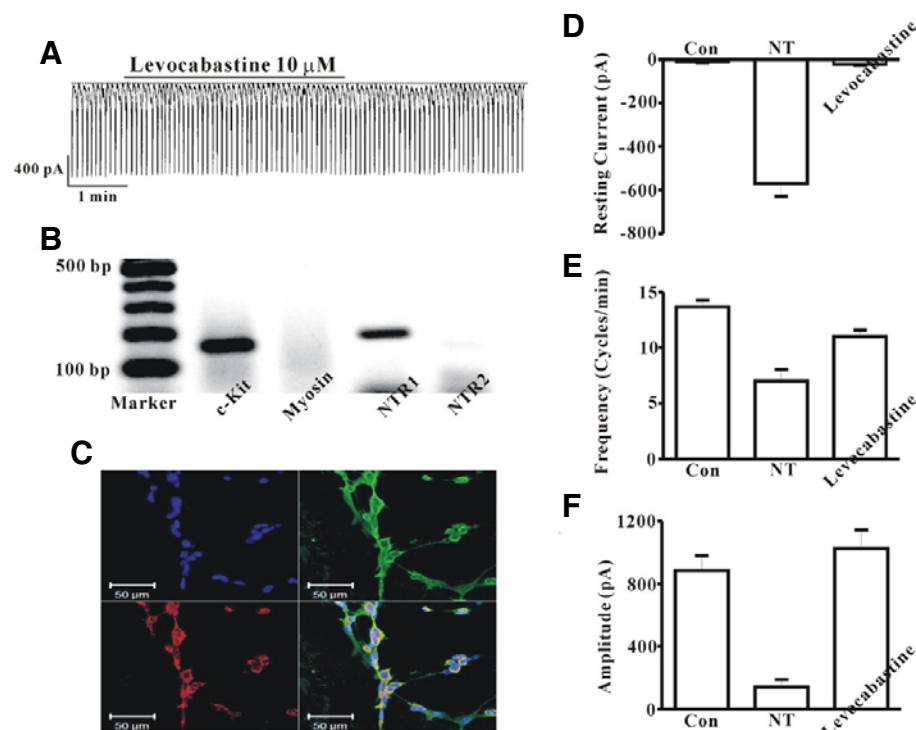 A
Levocabastine 10 μM
400 pA
1 min
B
500 bp
100 bp
Marker
c-Kit
Myosin
NTR1
NTR2
C
50 μm
50 μm
50 μm
50 μm
D
Con
NT
Levocabastine
0
-200
-400
-600
-800
Resting Current (pA)
E
15
10
5
0
Frequency (Cycles/min)
Con
NT
Levocabastine
F
1200
800
400
0
Amplitude (pA)
Con
NT
Levocabastine